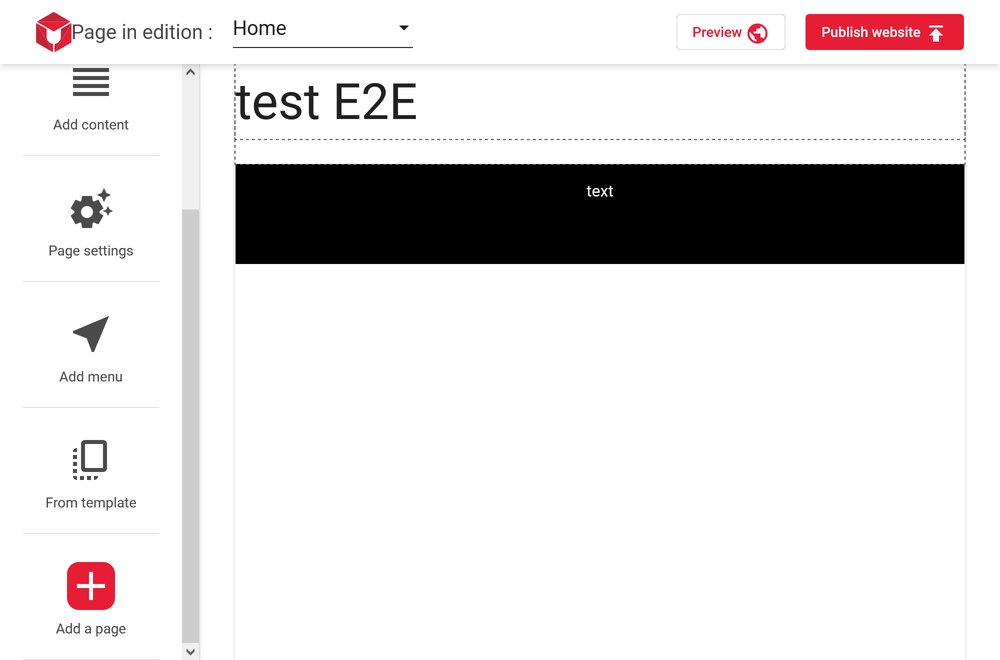 Page in edition :
Home
Preview
Publish website
Add content
Page settings
Add menu
From template
Add a page
test E2E
text